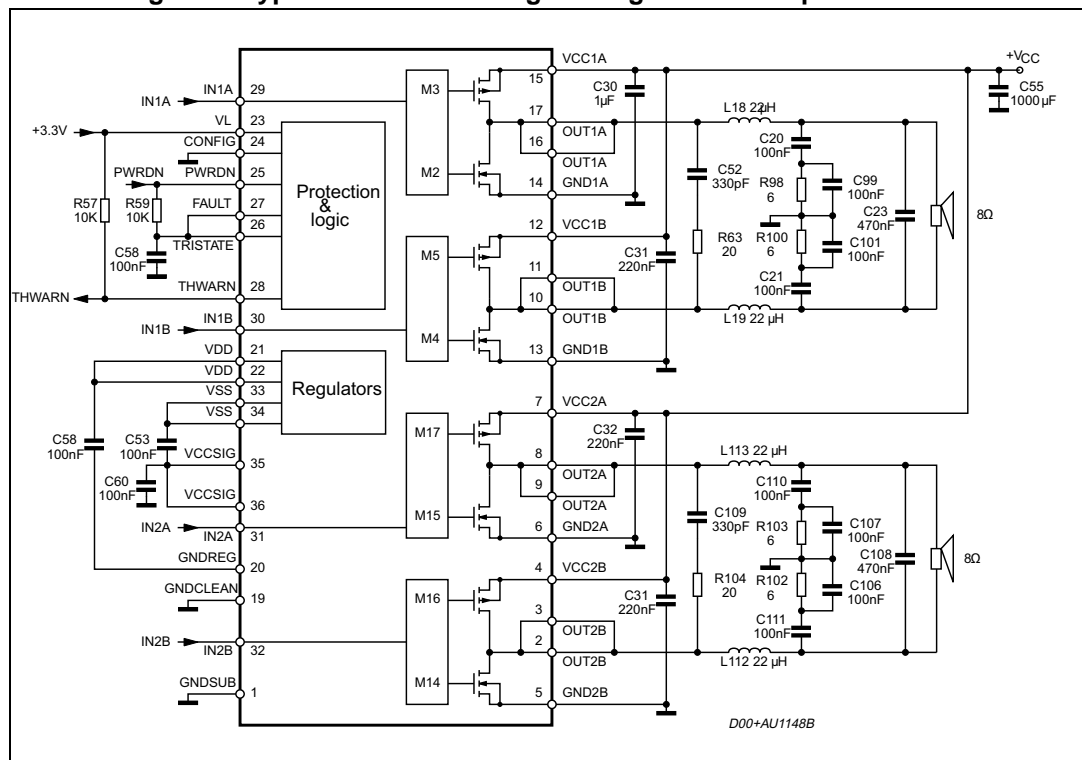 +VCC
C55
1000 µF
VCC1A
15
C30
1µF
M3
IN1A
29
IN1A
17
OUT1A
16
OUT1A
L18 22µH
+3.3V
VL
23
CONFIG
24
PWRDN
PWRDN
25
FAULT
27
26
TRISTATE
R57
10K
R59
10K
C58
100nF
Protection
&
logic
M2
14
GND1A
C52
330pF
R63
20
C20
100nF
R98
6
C99
100nF
R100
6
C101
100nF
C21
100nF
C23
470nF
8Ω
12
VCC1B
M5
C31
220nF
11
OUT1B
10
OUT1B
L19 22 µH
THWARN
THWARN
28
IN1B
IN1B
30
M4
13
GND1B
VDD
21
VDD
22
VSS
33
VSS
34
Regulators
C58
100nF
C53
100nF
C60
100nF
VCCSIG
35
VCCSIG
36
7
VCC2A
M17
C32
220nF
8
OUT2A
9
OUT2A
L113 22 µH
IN2A
IN2A
31
M15
6
GND2A
GNDREG
20
C109
330pF
R104
20
C110
100nF
R103
6
C107
100nF
R102
6
C106
100nF
C111
100nF
C108
470nF
8Ω
GNDCLEAN
19
4
VCC2B
M16
C31
220nF
3
OUT2B
2
OUT2B
L112 22 µH
IN2B
IN2B
32
M14
5
GND2B
GNDSUB
1
D00+AU1148B